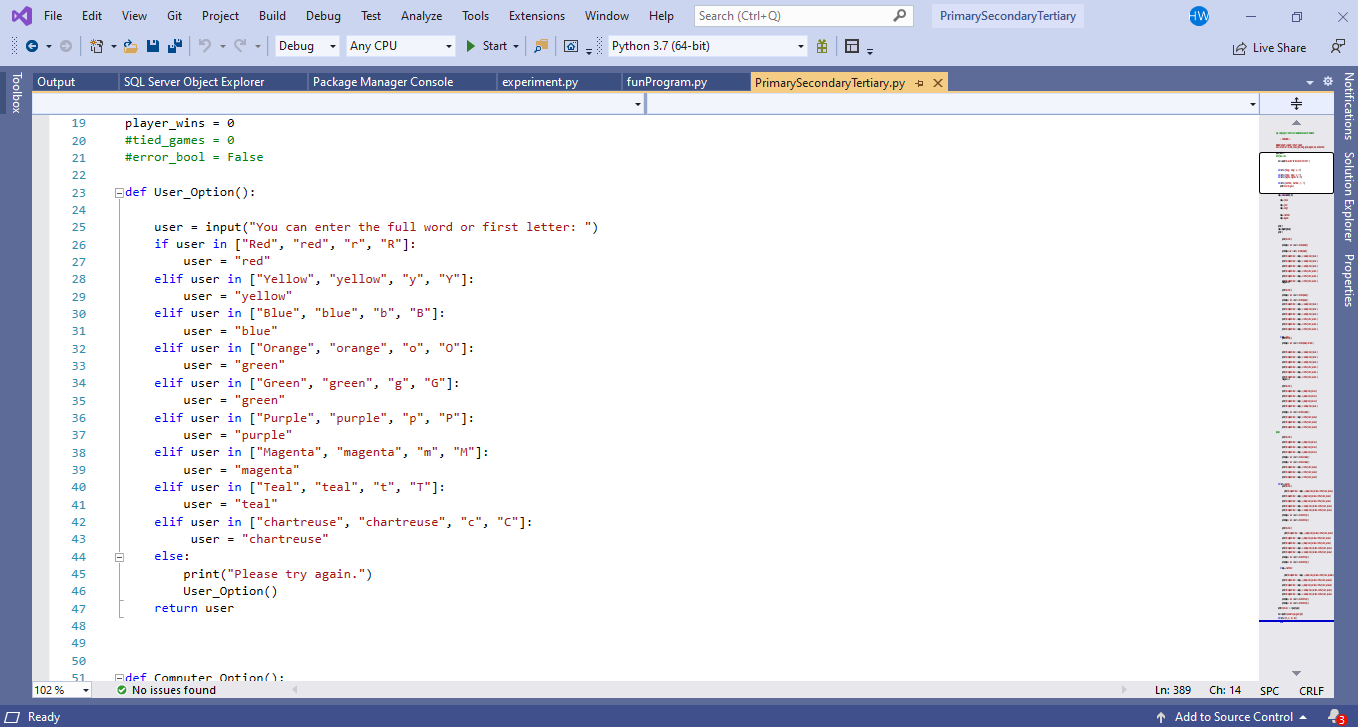 File Edit View Git Project Build Debug Test Analyze Tools Extensions Window Help Search (Ctrl+Q) PrimarySecondaryTertiary HW
Debug Any CPU Start Python 3.7 (64-bit) Live Share
Output SQL Server Object Explorer Package Manager Console experiment.py funProgram.py PrimarySecondaryTertiary.py
Toolbox
19 player_wins = 0
20 #tied_games = 0
21 #error_bool = False
22
23 def User_Option():
24
25 user = input("You can enter the full word or first letter: ")
26 if user in ["Red", "red", "r", "R"]:
27 user = "red"
28 elif user in ["Yellow", "yellow", "y", "Y"]:
29 user = "yellow"
30 elif user in ["Blue", "blue", "b", "B"]:
31 user = "blue"
32 elif user in ["Orange", "orange", "o", "O"]:
33 user = "green"
34 elif user in ["Green", "green", "g", "G"]:
35 user = "green"
36 elif user in ["Purple", "purple", "p", "P"]:
37 user = "purple"
38 elif user in ["Magenta", "magenta", "m", "M"]:
39 user = "magenta"
40 elif user in ["Teal", "teal", "t", "T"]:
41 user = "teal"
42 elif user in ["chartreuse", "chartreuse", "c", "C"]:
43 user = "chartreuse"
44 else:
45 print("Please try again.")
46 User_Option()
47 return user
48
49
50
51 def Computer_Option():
Notifications
Solution Explorer
Properties
102 % No issues found Ln: 389 Ch: 14 SPC CRLF
Ready Add to Source Control 3